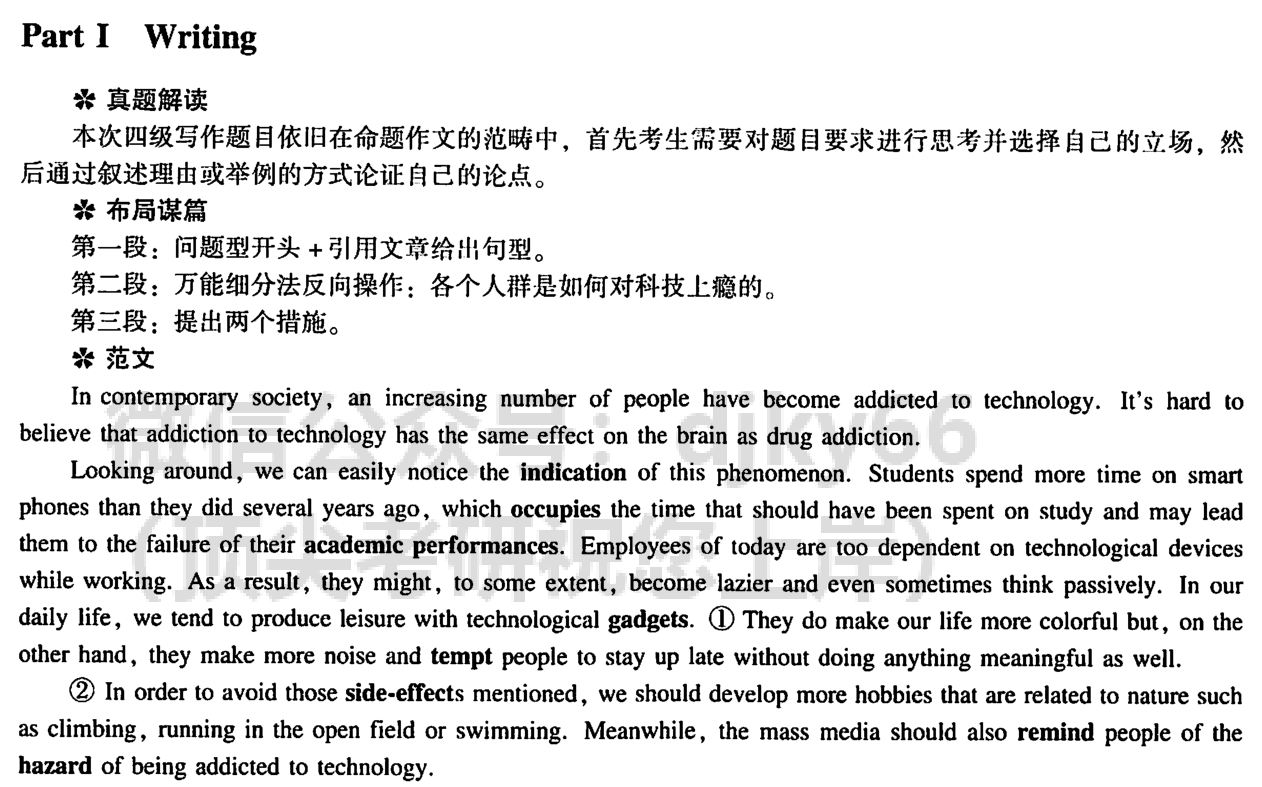 Part I Writing
✽ 真题解读
本次四级写作题目依旧在命题作文的范畴中，首先考生需要对题目要求进行思考并选择自己的立场，然
后通过叙述理由或举例的方式论证自己的论点。
✽ 布局谋篇
第一段：问题型开头+引用文章给出句型。
第二段：万能细分法反向操作：各个人群是如何对科技上瘾的。
第三段：提出两个措施。
✽ 范文
In contemporary society, an increasing number of people have become addicted to technology. It's hard to
believe that addiction to technology has the same effect on the brain as drug addiction.
Looking around, we can easily notice the indication of this phenomenon. Students spend more time on smart
phones than they did several years ago, which occupies the time that should have been spent on study and may lead
them to the failure of their academic performances. Employees of today are too dependent on technological devices
while working. As a result, they might, to some extent, become lazier and even sometimes think passively. In our
daily life, we tend to produce leisure with technological gadgets. ① They do make our life more colorful but, on the
other hand, they make more noise and tempt people to stay up late without doing anything meaningful as well.
② In order to avoid those side-effects mentioned, we should develop more hobbies that are related to nature such
as climbing, running in the open field or swimming. Meanwhile, the mass media should also remind people of the
hazard of being addicted to technology.
微信公众号：djky66
（顶尖考研祝您上岸）